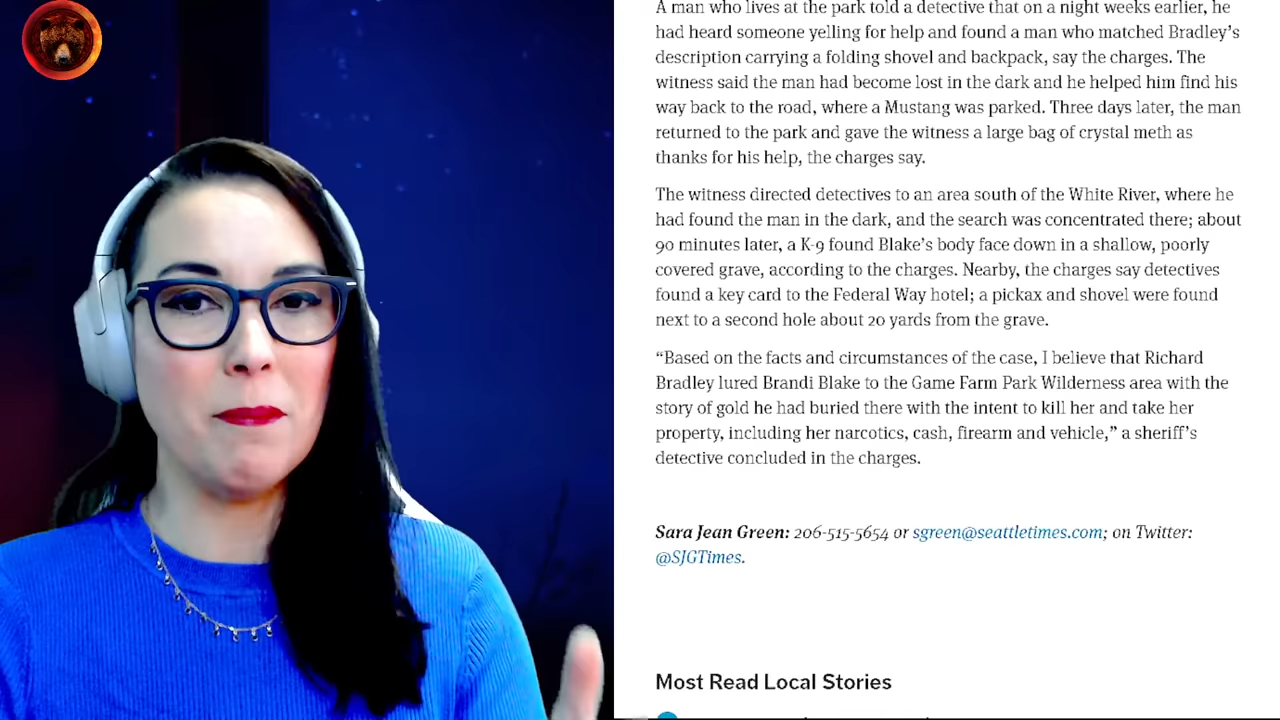 A man who lives at the park told a detective that on a night weeks earlier, he
had heard someone yelling for help and found a man who matched Bradley’s
description carrying a folding shovel and backpack, say the charges. The
witness said the man had become lost in the dark and he helped him find his
way back to the road, where a Mustang was parked. Three days later, the man
returned to the park and gave the witness a large bag of crystal meth as
thanks for his help, the charges say.
The witness directed detectives to an area south of the White River, where he
had found the man in the dark, and the search was concentrated there; about
90 minutes later, a K-9 found Blake’s body face down in a shallow, poorly
covered grave, according to the charges. Nearby, the charges say detectives
found a key card to the Federal Way hotel; a pickax and shovel were found
next to a second hole about 20 yards from the grave.
“Based on the facts and circumstances of the case, I believe that Richard
Bradley lured Brandi Blake to the Game Farm Park Wilderness area with the
story of gold he had buried there with the intent to kill her and take her
property, including her narcotics, cash, firearm and vehicle,” a sheriff’s
detective concluded in the charges.
Sara Jean Green: 206-515-5654 or sgreen@seattletimes.com; on Twitter:
@SJGTimes.
Most Read Local Stories